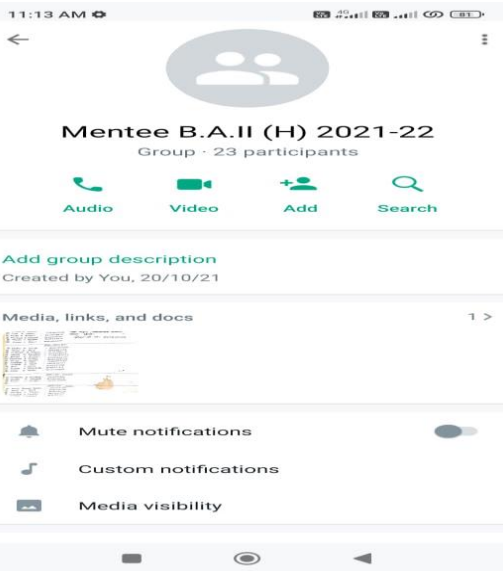 11:13 AM
81
Mentee B.A.II (H) 2021-22
Group · 23 participants
Audio Video Add Search
Add group description
Created by You, 20/10/21
Media, links, and docs 1 >
Mute notifications
Custom notifications
Media visibility